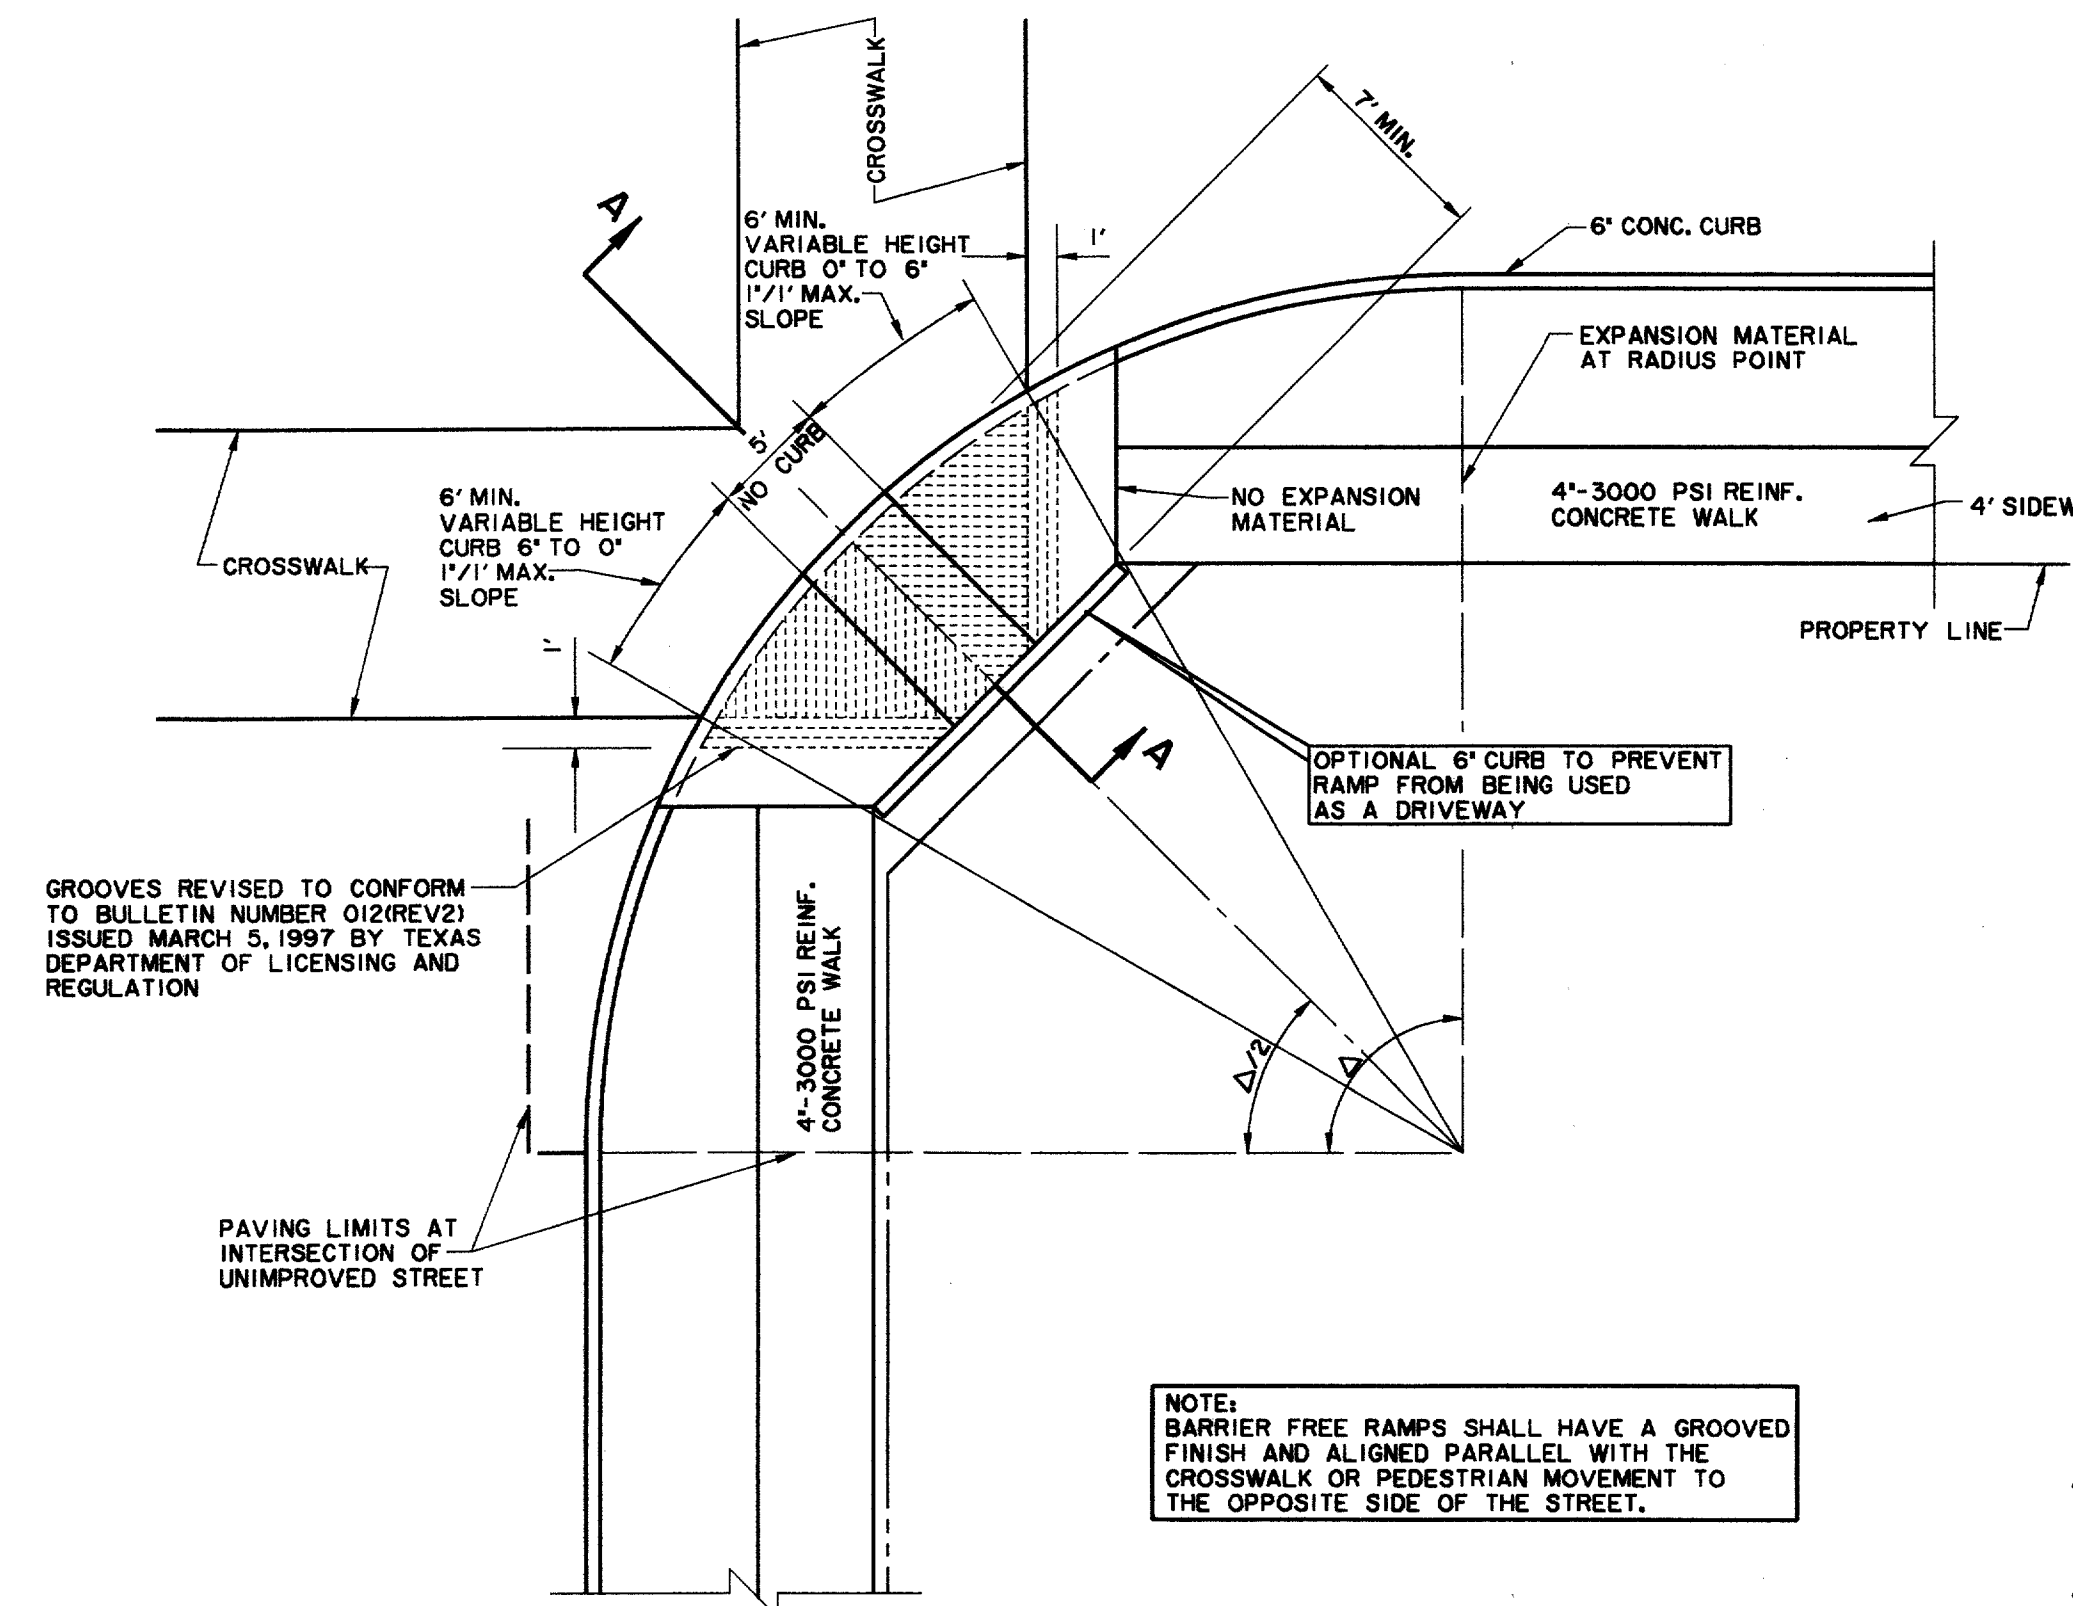 CROSSWALK
7' MIN.
A
6' MIN.
VARIABLE HEIGHT
CURB 0" TO 6"
1"/1' MAX.
SLOPE
1'
6" CONC. CURB
EXPANSION MATERIAL
AT RADIUS POINT
5'
NO CURB
6' MIN.
VARIABLE HEIGHT
CURB 6" TO 0"
1"/1' MAX.
SLOPE
CROSSWALK
NO EXPANSION
MATERIAL
4"-3000 PSI REINF.
CONCRETE WALK
4' SIDEW
PROPERTY LINE
1'
A
OPTIONAL 6" CURB TO PREVENT
RAMP FROM BEING USED
AS A DRIVEWAY
GROOVES REVISED TO CONFORM
TO BULLETIN NUMBER 012(REV2)
ISSUED MARCH 5, 1997 BY TEXAS
DEPARTMENT OF LICENSING AND
REGULATION
4"-3000 PSI REINF.
CONCRETE WALK
Δ/2
Δ
PAVING LIMITS AT
INTERSECTION OF
UNIMPROVED STREET
NOTE:
BARRIER FREE RAMPS SHALL HAVE A GROOVED
FINISH AND ALIGNED PARALLEL WITH THE
CROSSWALK OR PEDESTRIAN MOVEMENT TO
THE OPPOSITE SIDE OF THE STREET.